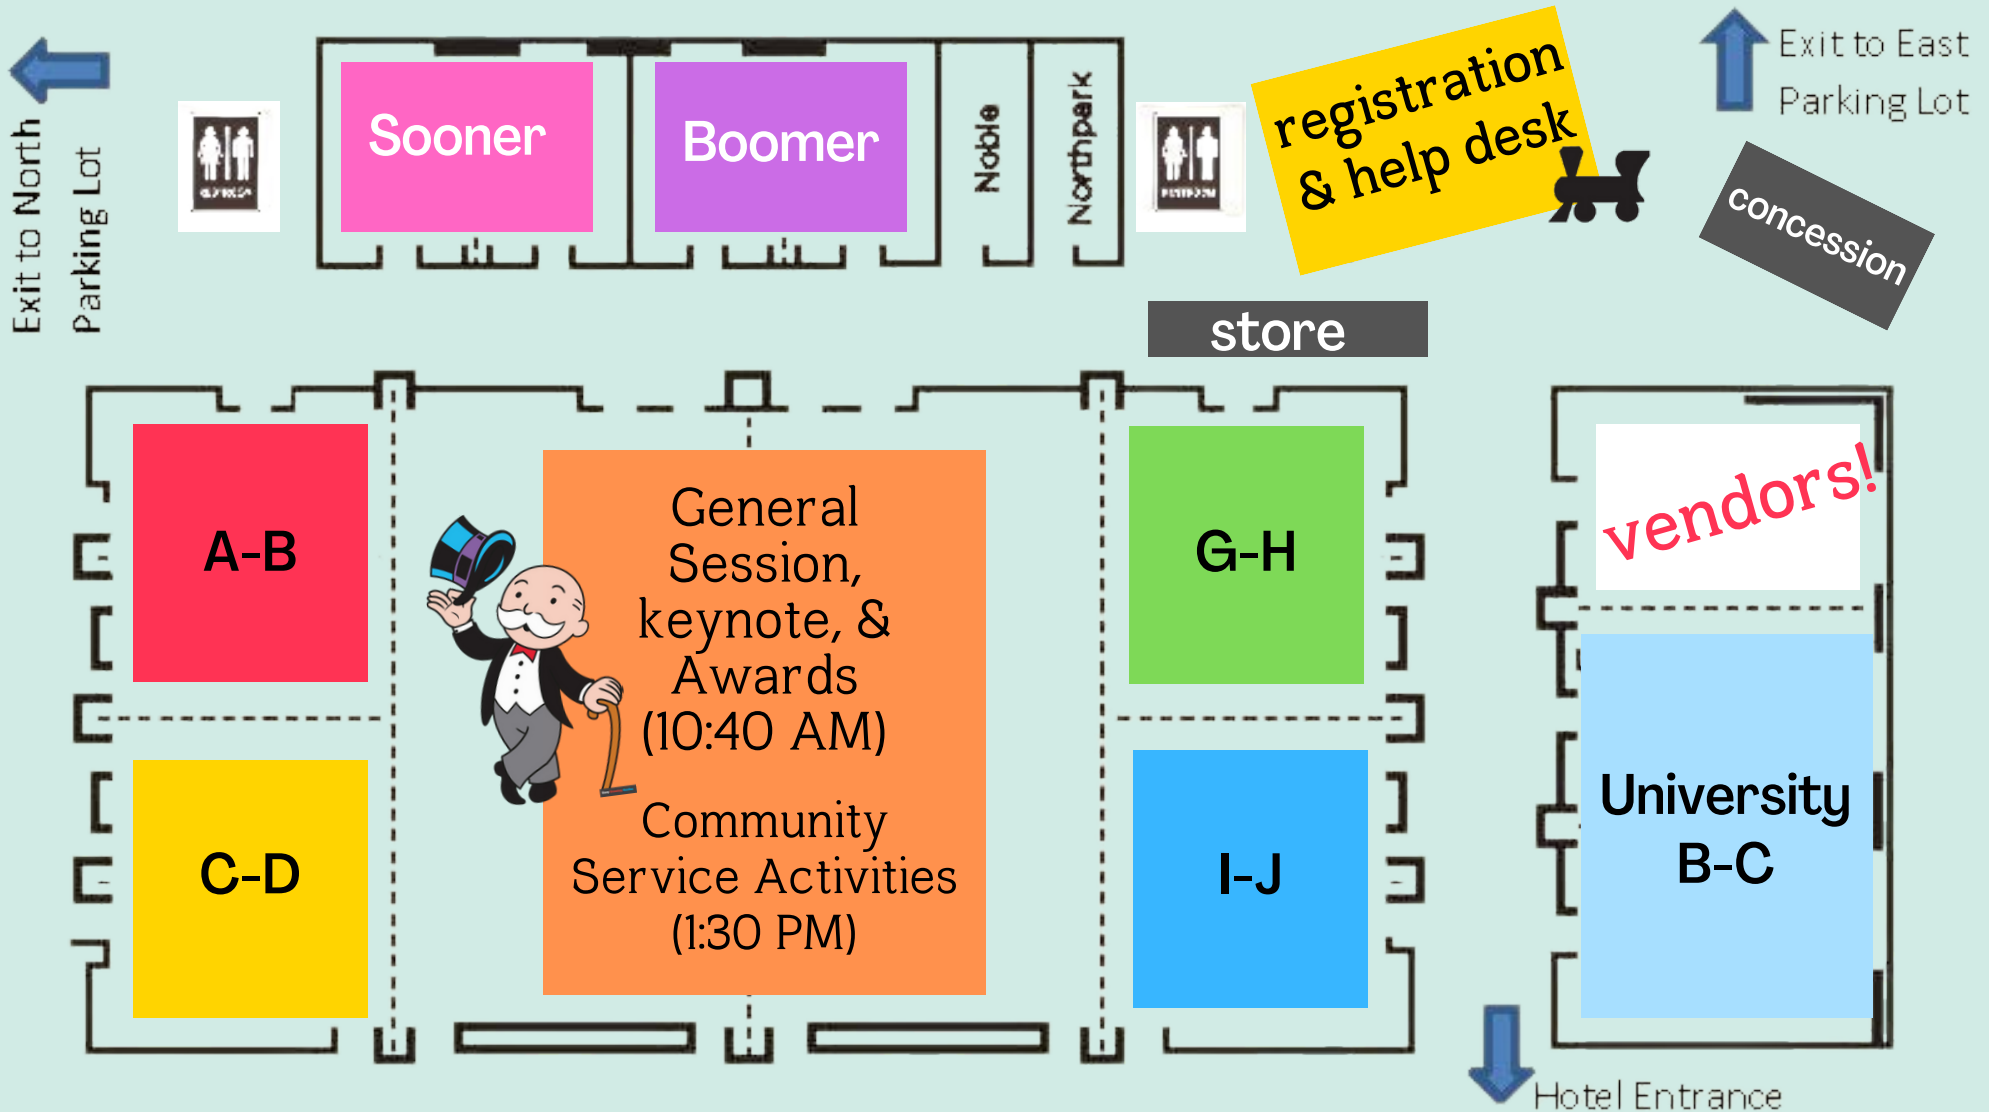 Exit to North
Parking Lot
Sooner
Boomer
Noble
Northpark
RESTROOM
registration
& help desk
Exit to East
Parking Lot
concession
store
A-B
General
Session,
keynote, &
Awards
(10:40 AM)
Community
Service Activities
(1:30 PM)
C-D
G-H
I-J
vendors!
University
B-C
Hotel Entrance